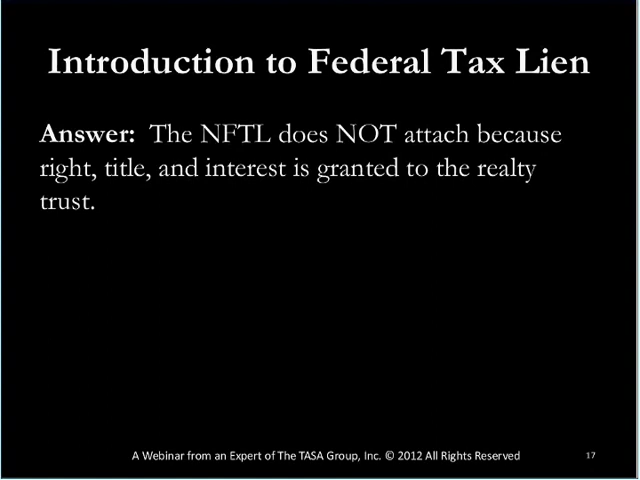 Introduction to Federal Tax Lien
Answer: The NFTL does NOT attach because
right, title, and interest is granted to the realty
trust.
A Webinar from an Expert of The TASA Group, Inc. © 2012 All Rights Reserved
17